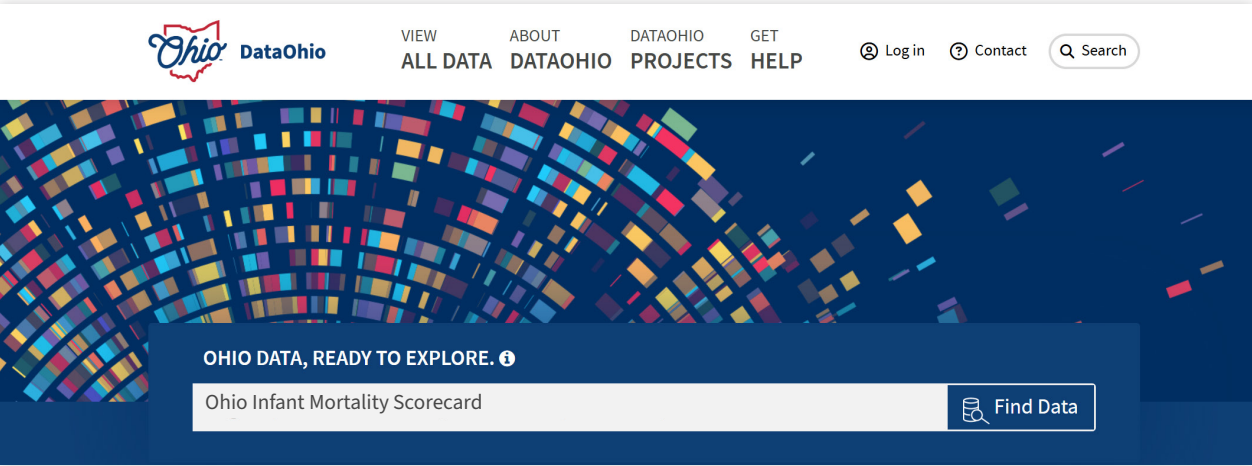 Ohio
DataOhio
VIEW
ALL DATA
ABOUT
DATAOHIO
DATAOHIO
PROJECTS
GET
HELP
Log in
Contact
Search
OHIO DATA, READY TO EXPLORE.
Ohio Infant Mortality Scorecard
Find Data